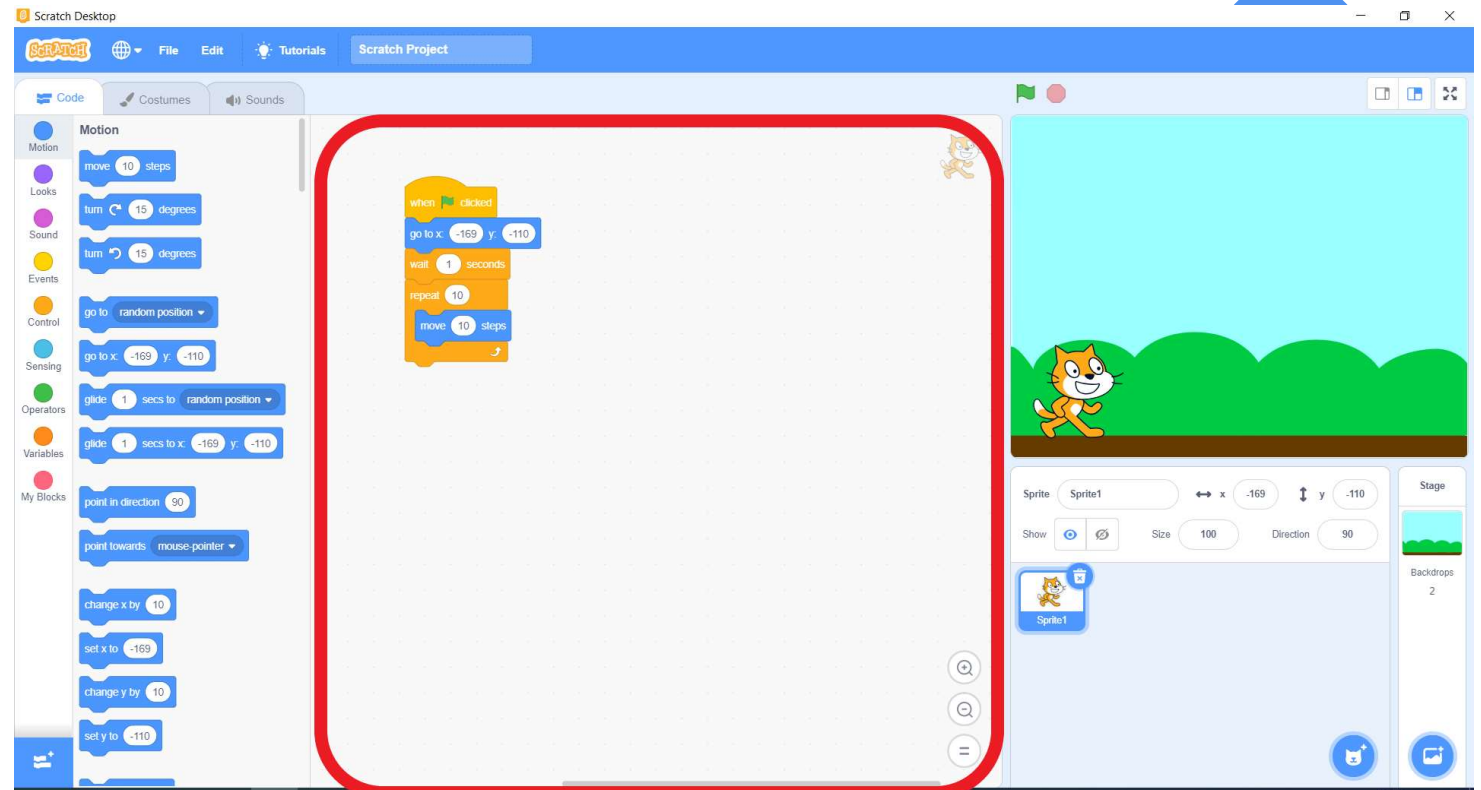 Scratch Desktop
SCRATCH File Edit Tutorials Scratch Project
Code Costumes Sounds
Motion
Looks
Sound
Events
Control
Sensing
Operators
Variables
My Blocks
Motion
move 10 steps
turn 15 degrees
turn 15 degrees
go to random position
go to x: -169 y: -110
glide 1 secs to random position
glide 1 secs to x: -169 y: -110
point in direction 90
point towards mouse-pointer
change x by 10
set x to -169
change y by 10
set y to -110
when clicked
go to x: -169 y: -110
wait 1 seconds
repeat 10
move 10 steps
Sprite Sprite1 x -169 y -110
Show Size 100 Direction 90
Sprite1
Stage
Backdrops
2